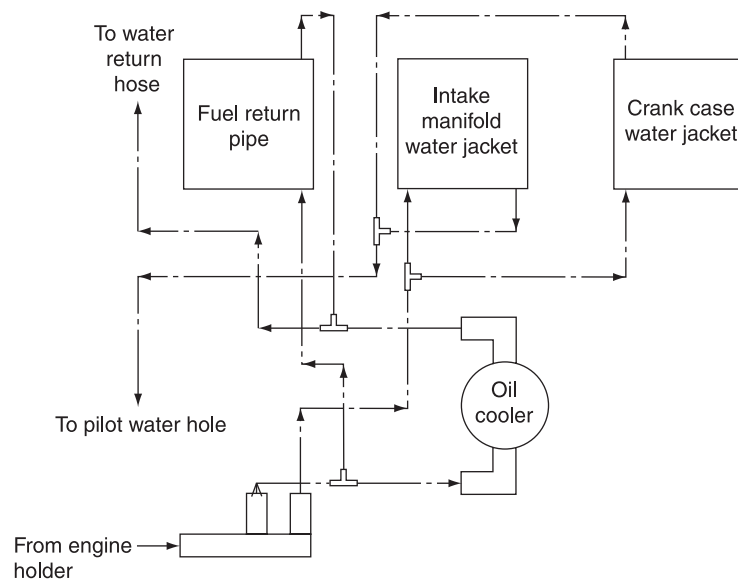 To water
return
hose
Fuel return
pipe
Intake
manifold
water jacket
Crank case
water jacket
Oil
cooler
To pilot water hole
From engine
holder